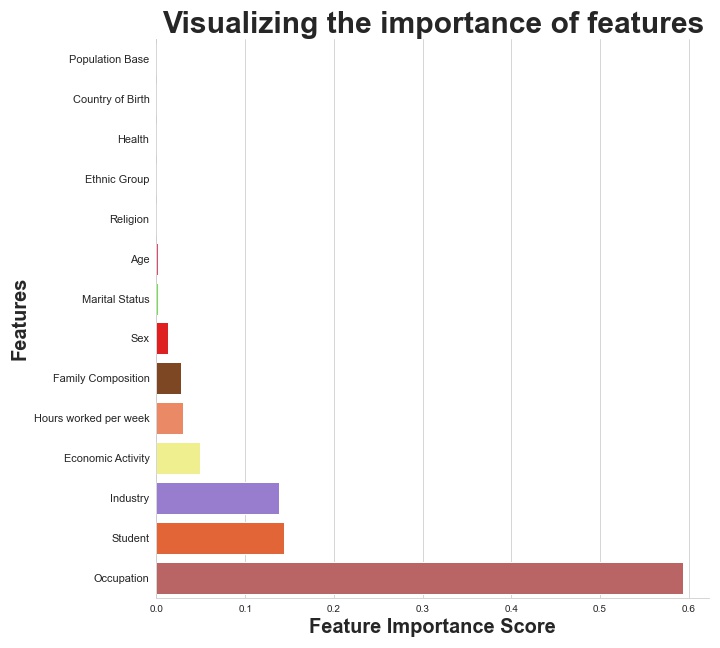 Visualizing the importance of features
Population Base
Country of Birth
Health
Ethnic Group
Religion
Age
Marital Status
Sex
Family Composition
Hours worked per week
Economic Activity
Industry
Student
Occupation
Features
0.0 0.1 0.2 0.3 0.4 0.5 0.6
Feature Importance Score